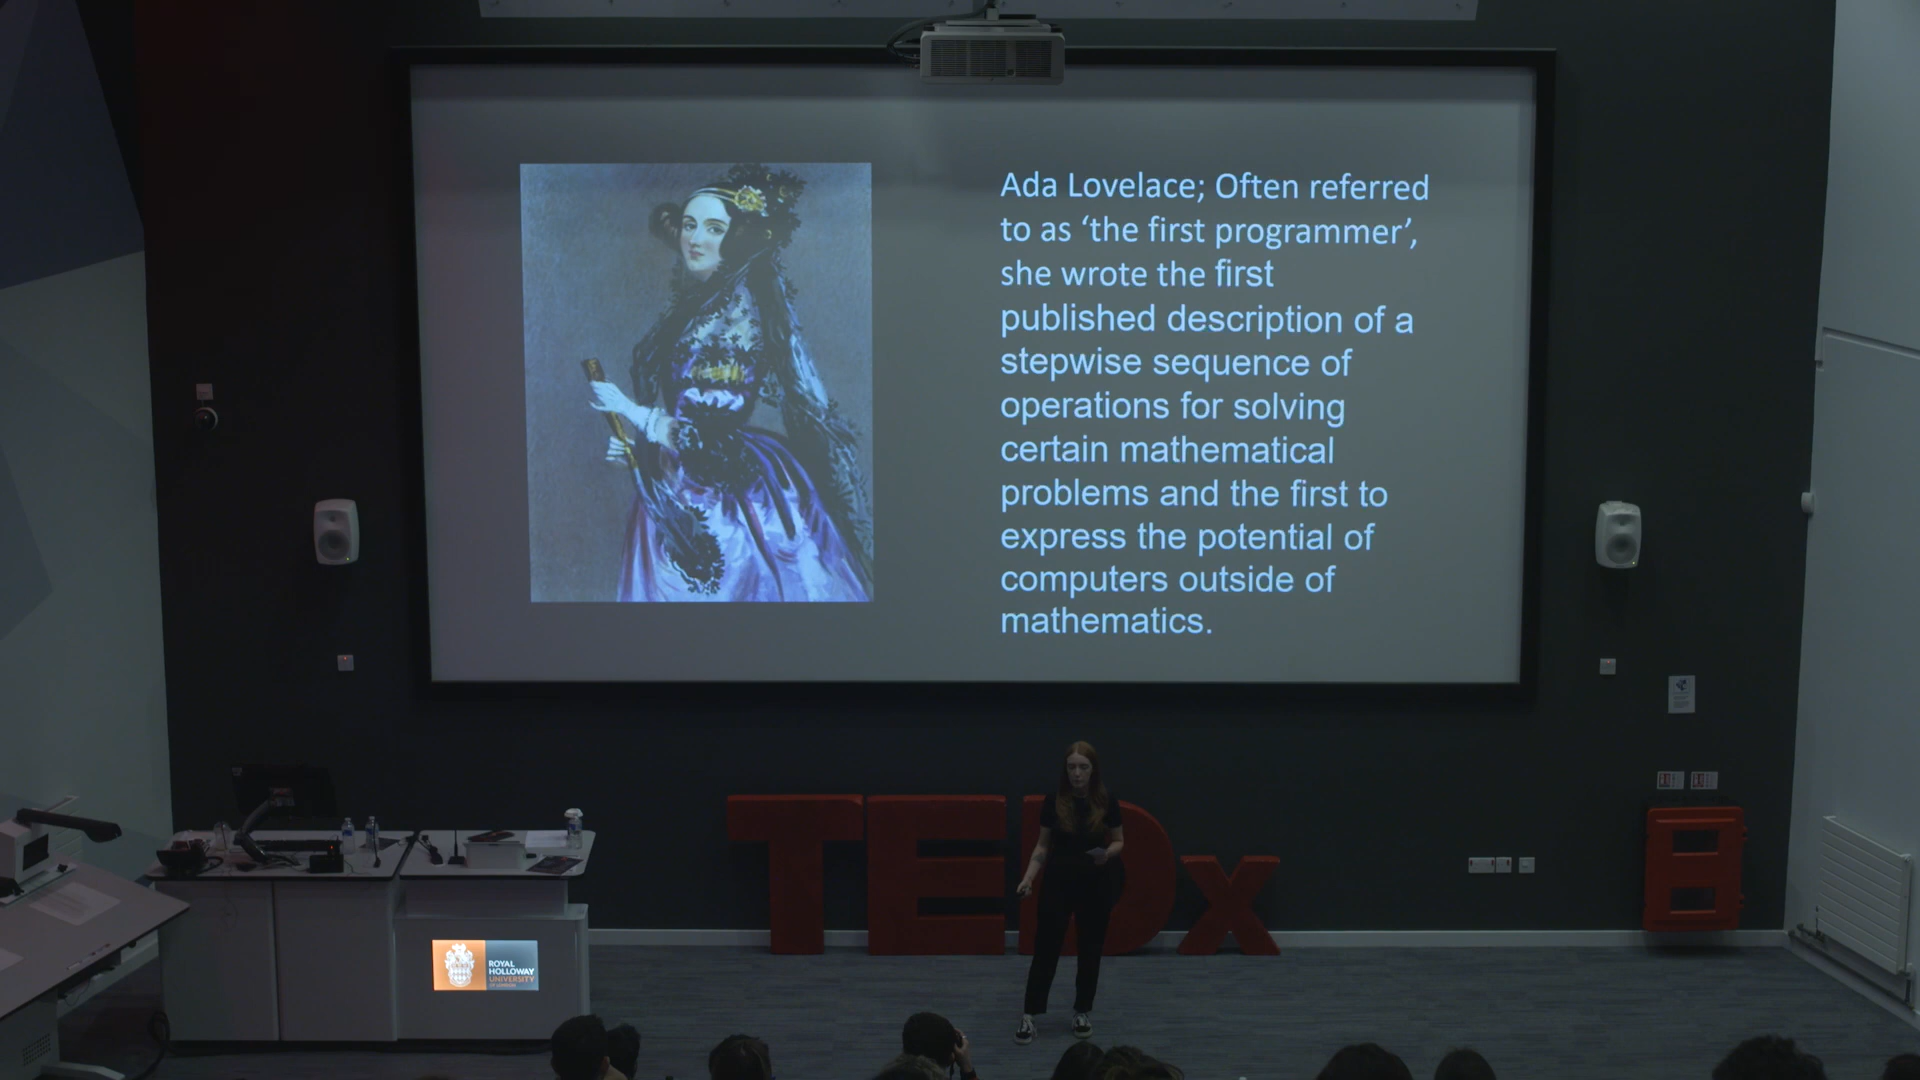 Ada Lovelace; Often referred
to as ‘the first programmer’,
she wrote the first
published description of a
stepwise sequence of
operations for solving
certain mathematical
problems and the first to
express the potential of
computers outside of
mathematics.
TEDx
ROYAL
HOLLOWAY
UNIVERSITY
OF LONDON